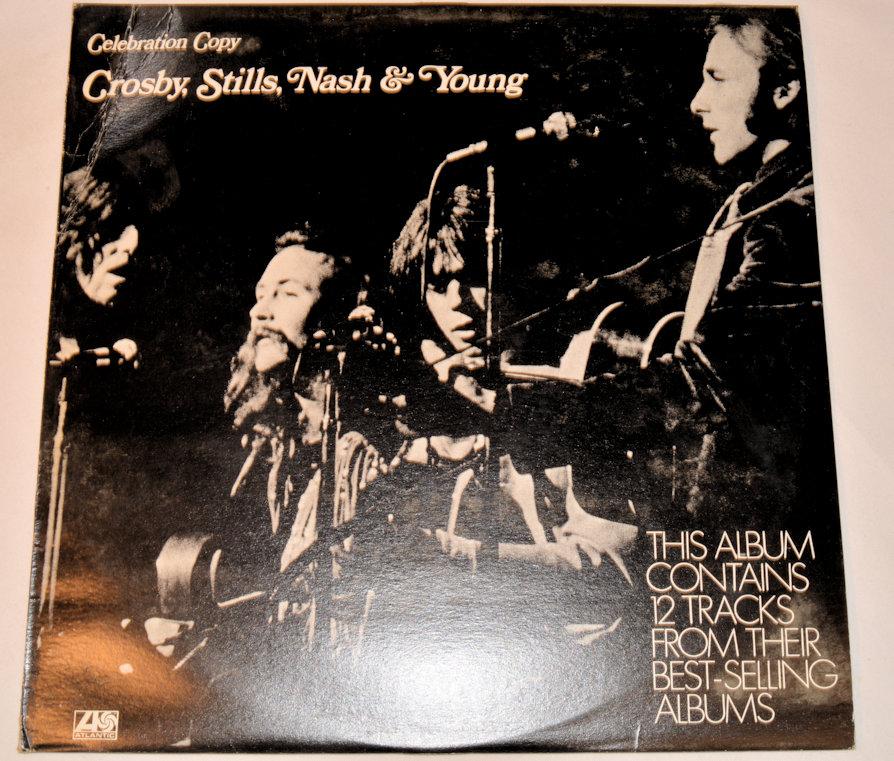 Celebration Copy
Crosby, Stills, Nash & Young
THIS ALBUM
CONTAINS
12 TRACKS
FROM THEIR
BEST-SELLING
ALBUMS
ATLANTIC